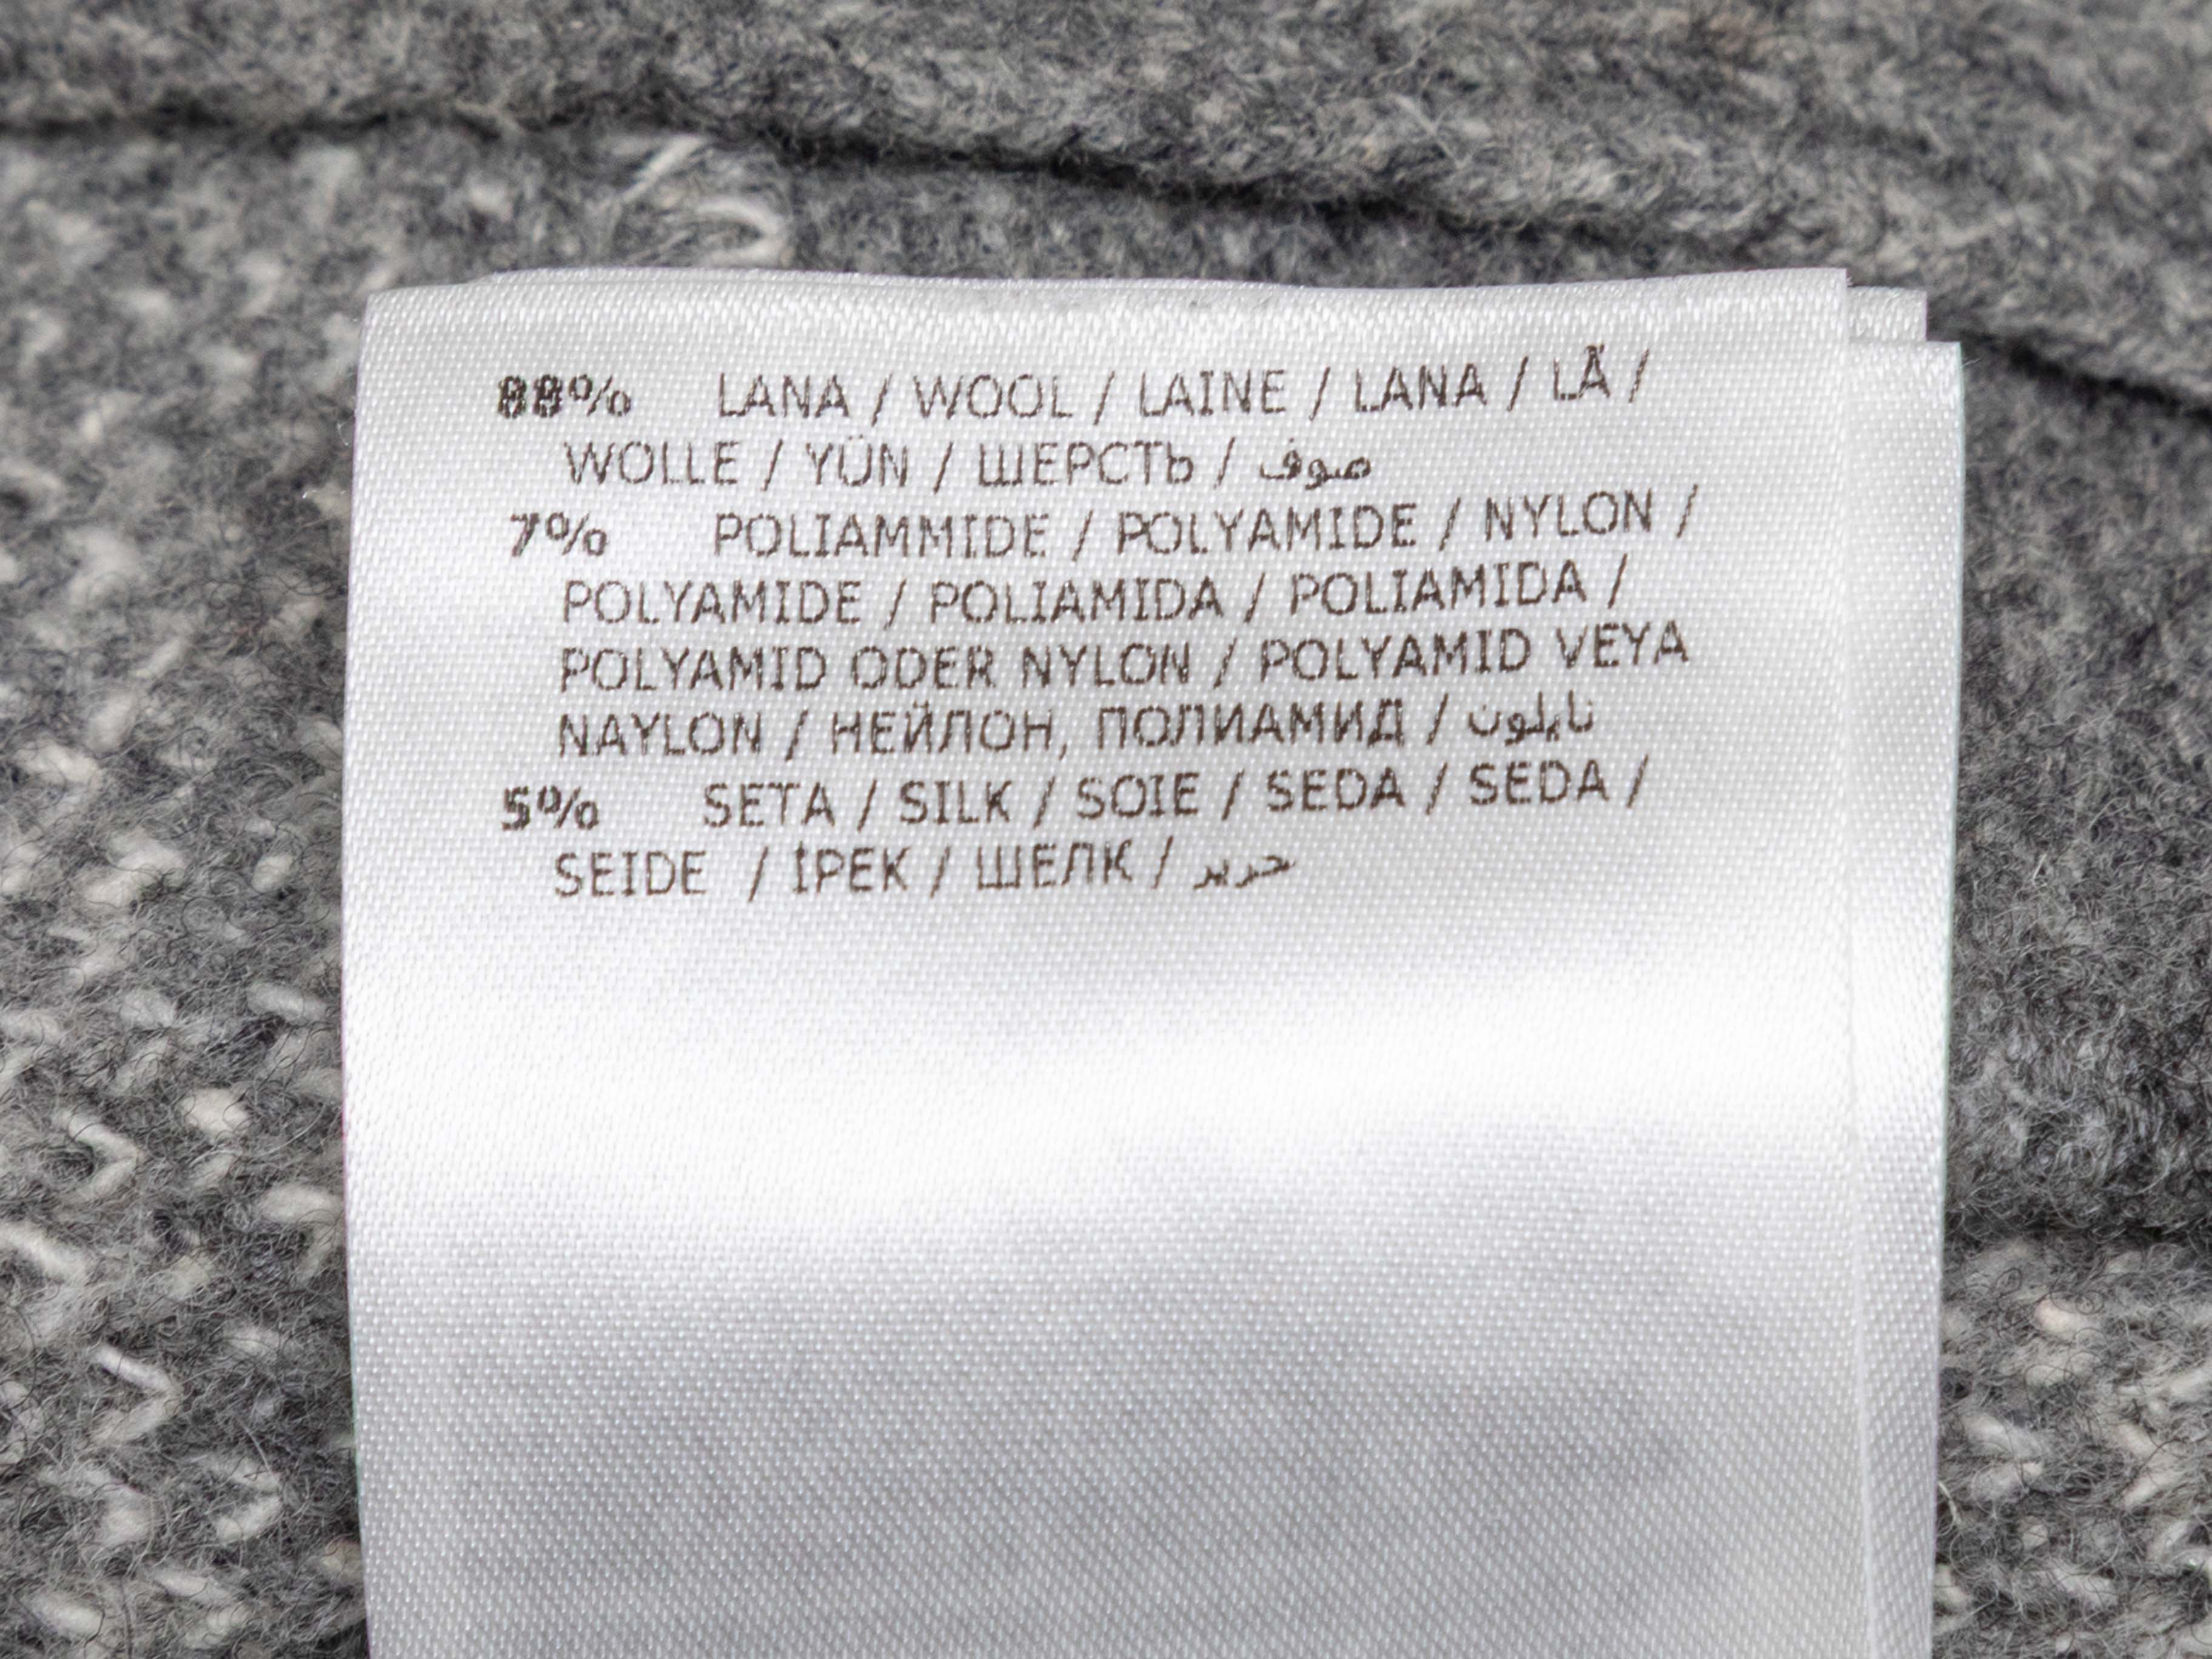 88% LANA / WOOL / LAINE / LANA / LÃ /
WOLLE / YÜN / ШЕРСТЬ / صوف
7% POLIAMMIDE / POLYAMIDE / NYLON /
POLYAMIDE / POLIAMIDA / POLIAMIDA /
POLYAMID ODER NYLON / POLYAMID VEYA
NAYLON / НЕЙЛОН, ПОЛИАМИД / نايلون
5% SETA / SILK / SOIE / SEDA / SEDA /
SEIDE / İPEK / ШЕЛК / حرير